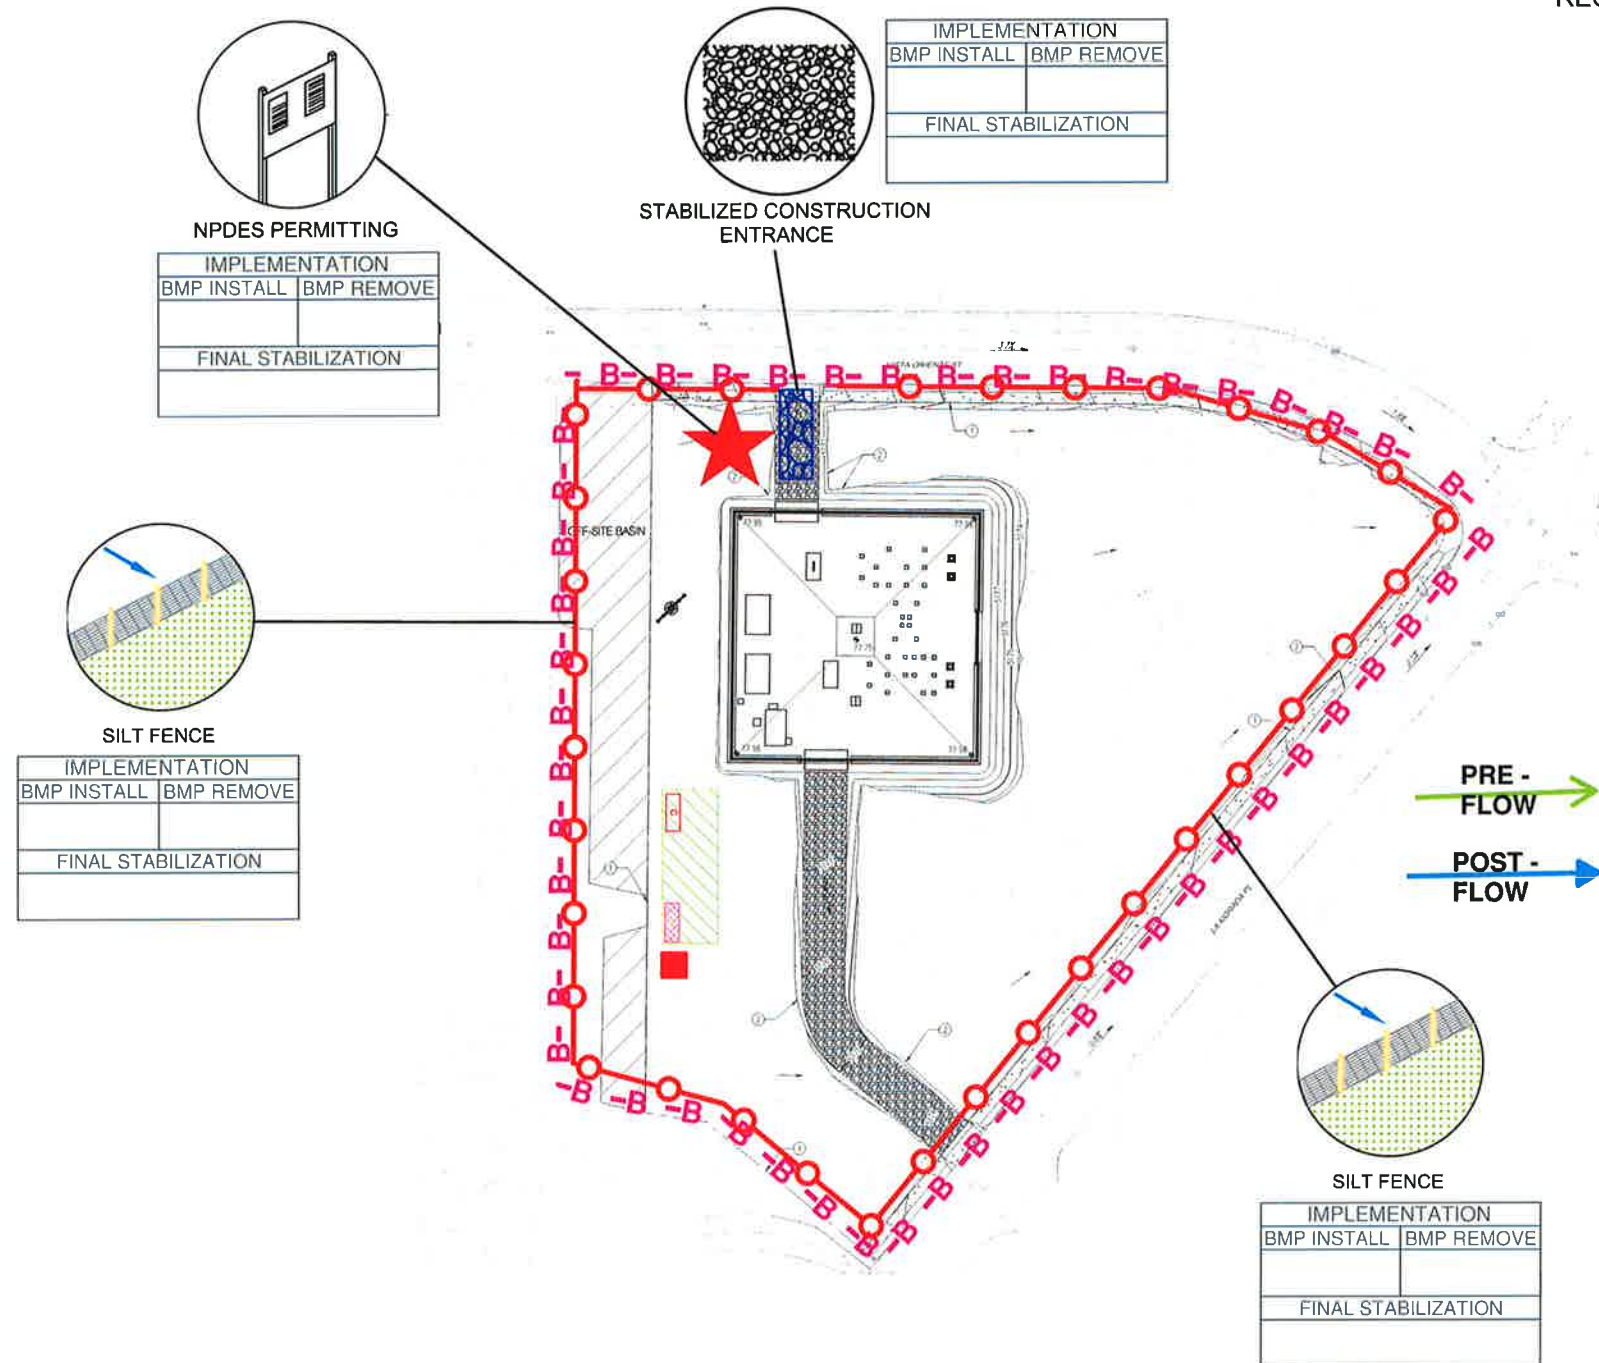 IMPLEMENTATION
BMP INSTALL BMP REMOVE
FINAL STABILIZATION
STABILIZED CONSTRUCTION
ENTRANCE
NPDES PERMITTING
IMPLEMENTATION
BMP INSTALL BMP REMOVE
FINAL STABILIZATION
B- B- B- B- B- B- B- B- B- B- B- B-
OFF-SITE BASIN
SILT FENCE
IMPLEMENTATION
BMP INSTALL BMP REMOVE
FINAL STABILIZATION
PRE -
FLOW
POST -
FLOW
SILT FENCE
IMPLEMENTATION
BMP INSTALL BMP REMOVE
FINAL STABILIZATION